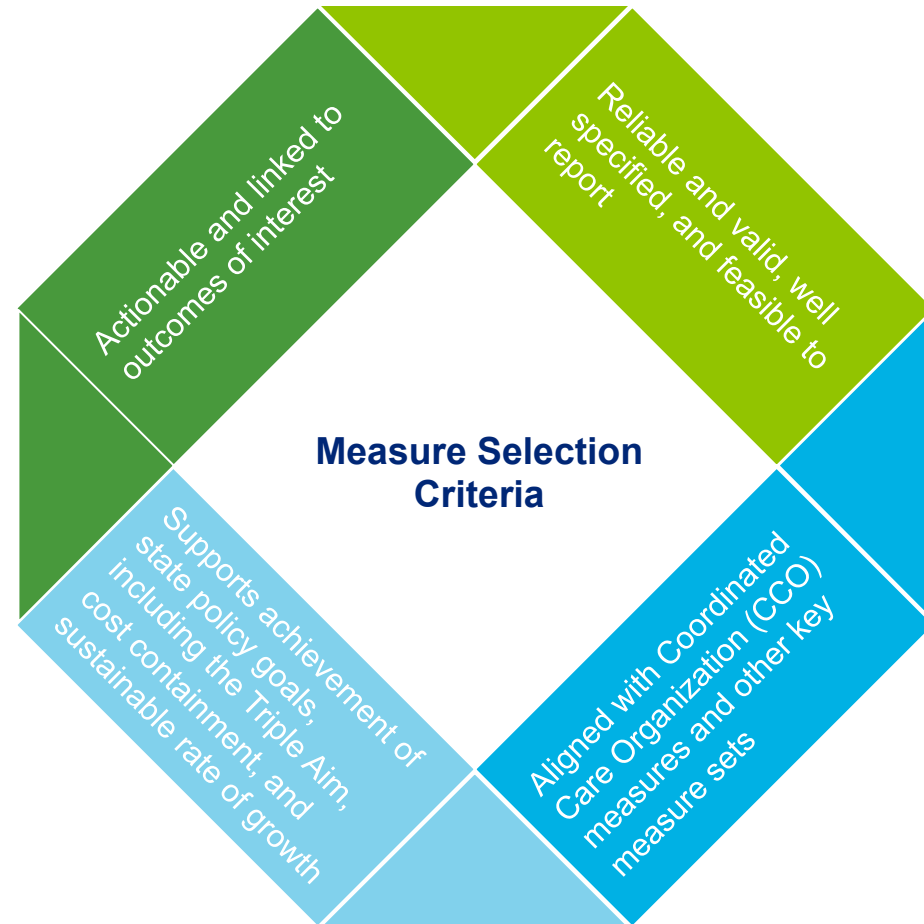 Actionable and linked to
outcomes of interest
Reliable and valid, well
specified, and feasible to
report
Measure Selection
Criteria
Supports achievement of
state policy goals,
including the Triple Aim,
cost containment, and
sustainable rate of growth
Aligned with Coordinated
Care Organization (CCO)
measures and other key
measure sets